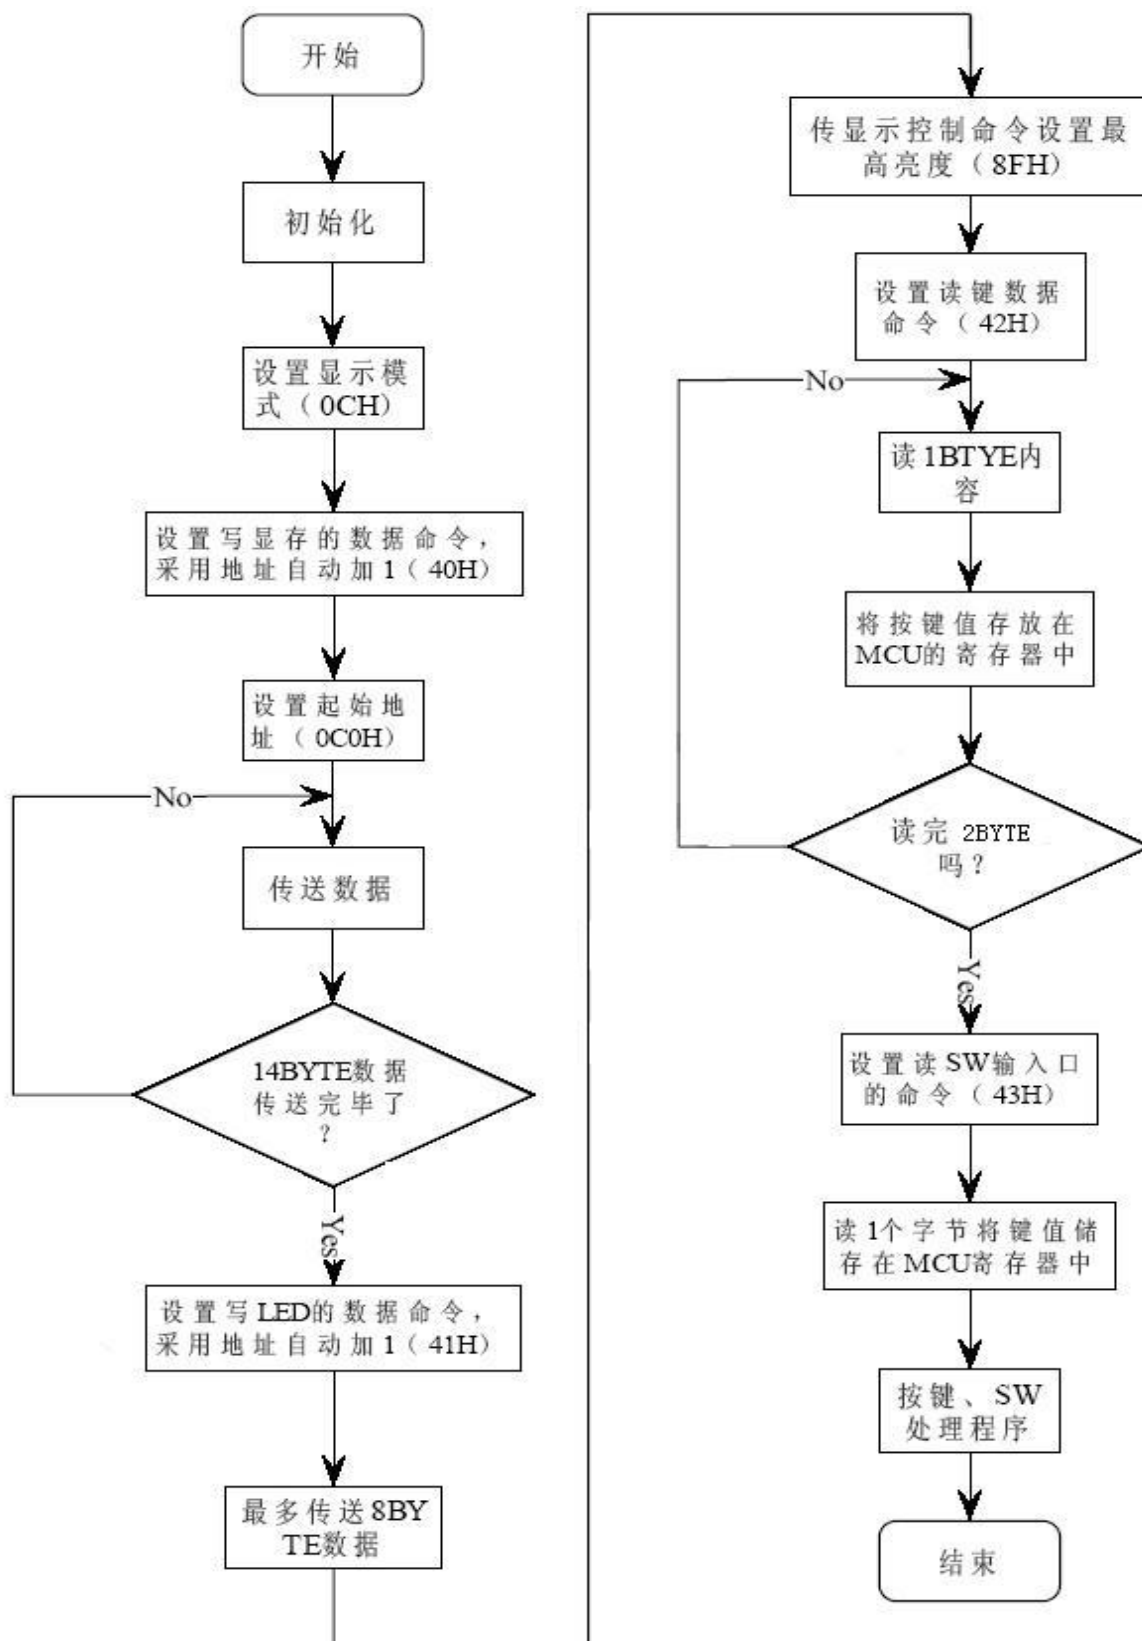 开始
初始化
设置显示模
式（0CH）
设置写显存的数据命令，
采用地址自动加1（40H）
设置起始地
址（0C0H）
No
传送数据
14BYTE数据
传送完毕了
？
Yes
设置写LED的数据命令，
采用地址自动加1（41H）
最多传送8BY
TE数据
传显示控制命令设置最
高亮度（8FH）
设置读键数据
命令（42H）
No
读1BTYE内
容
将按键值存放在
MCU的寄存器中
读完 2BYTE
吗？
Yes
设置读SW输入口
的命令（43H）
读1个字节将键值储
存在MCU寄存器中
按键、SW
处理程序
结束